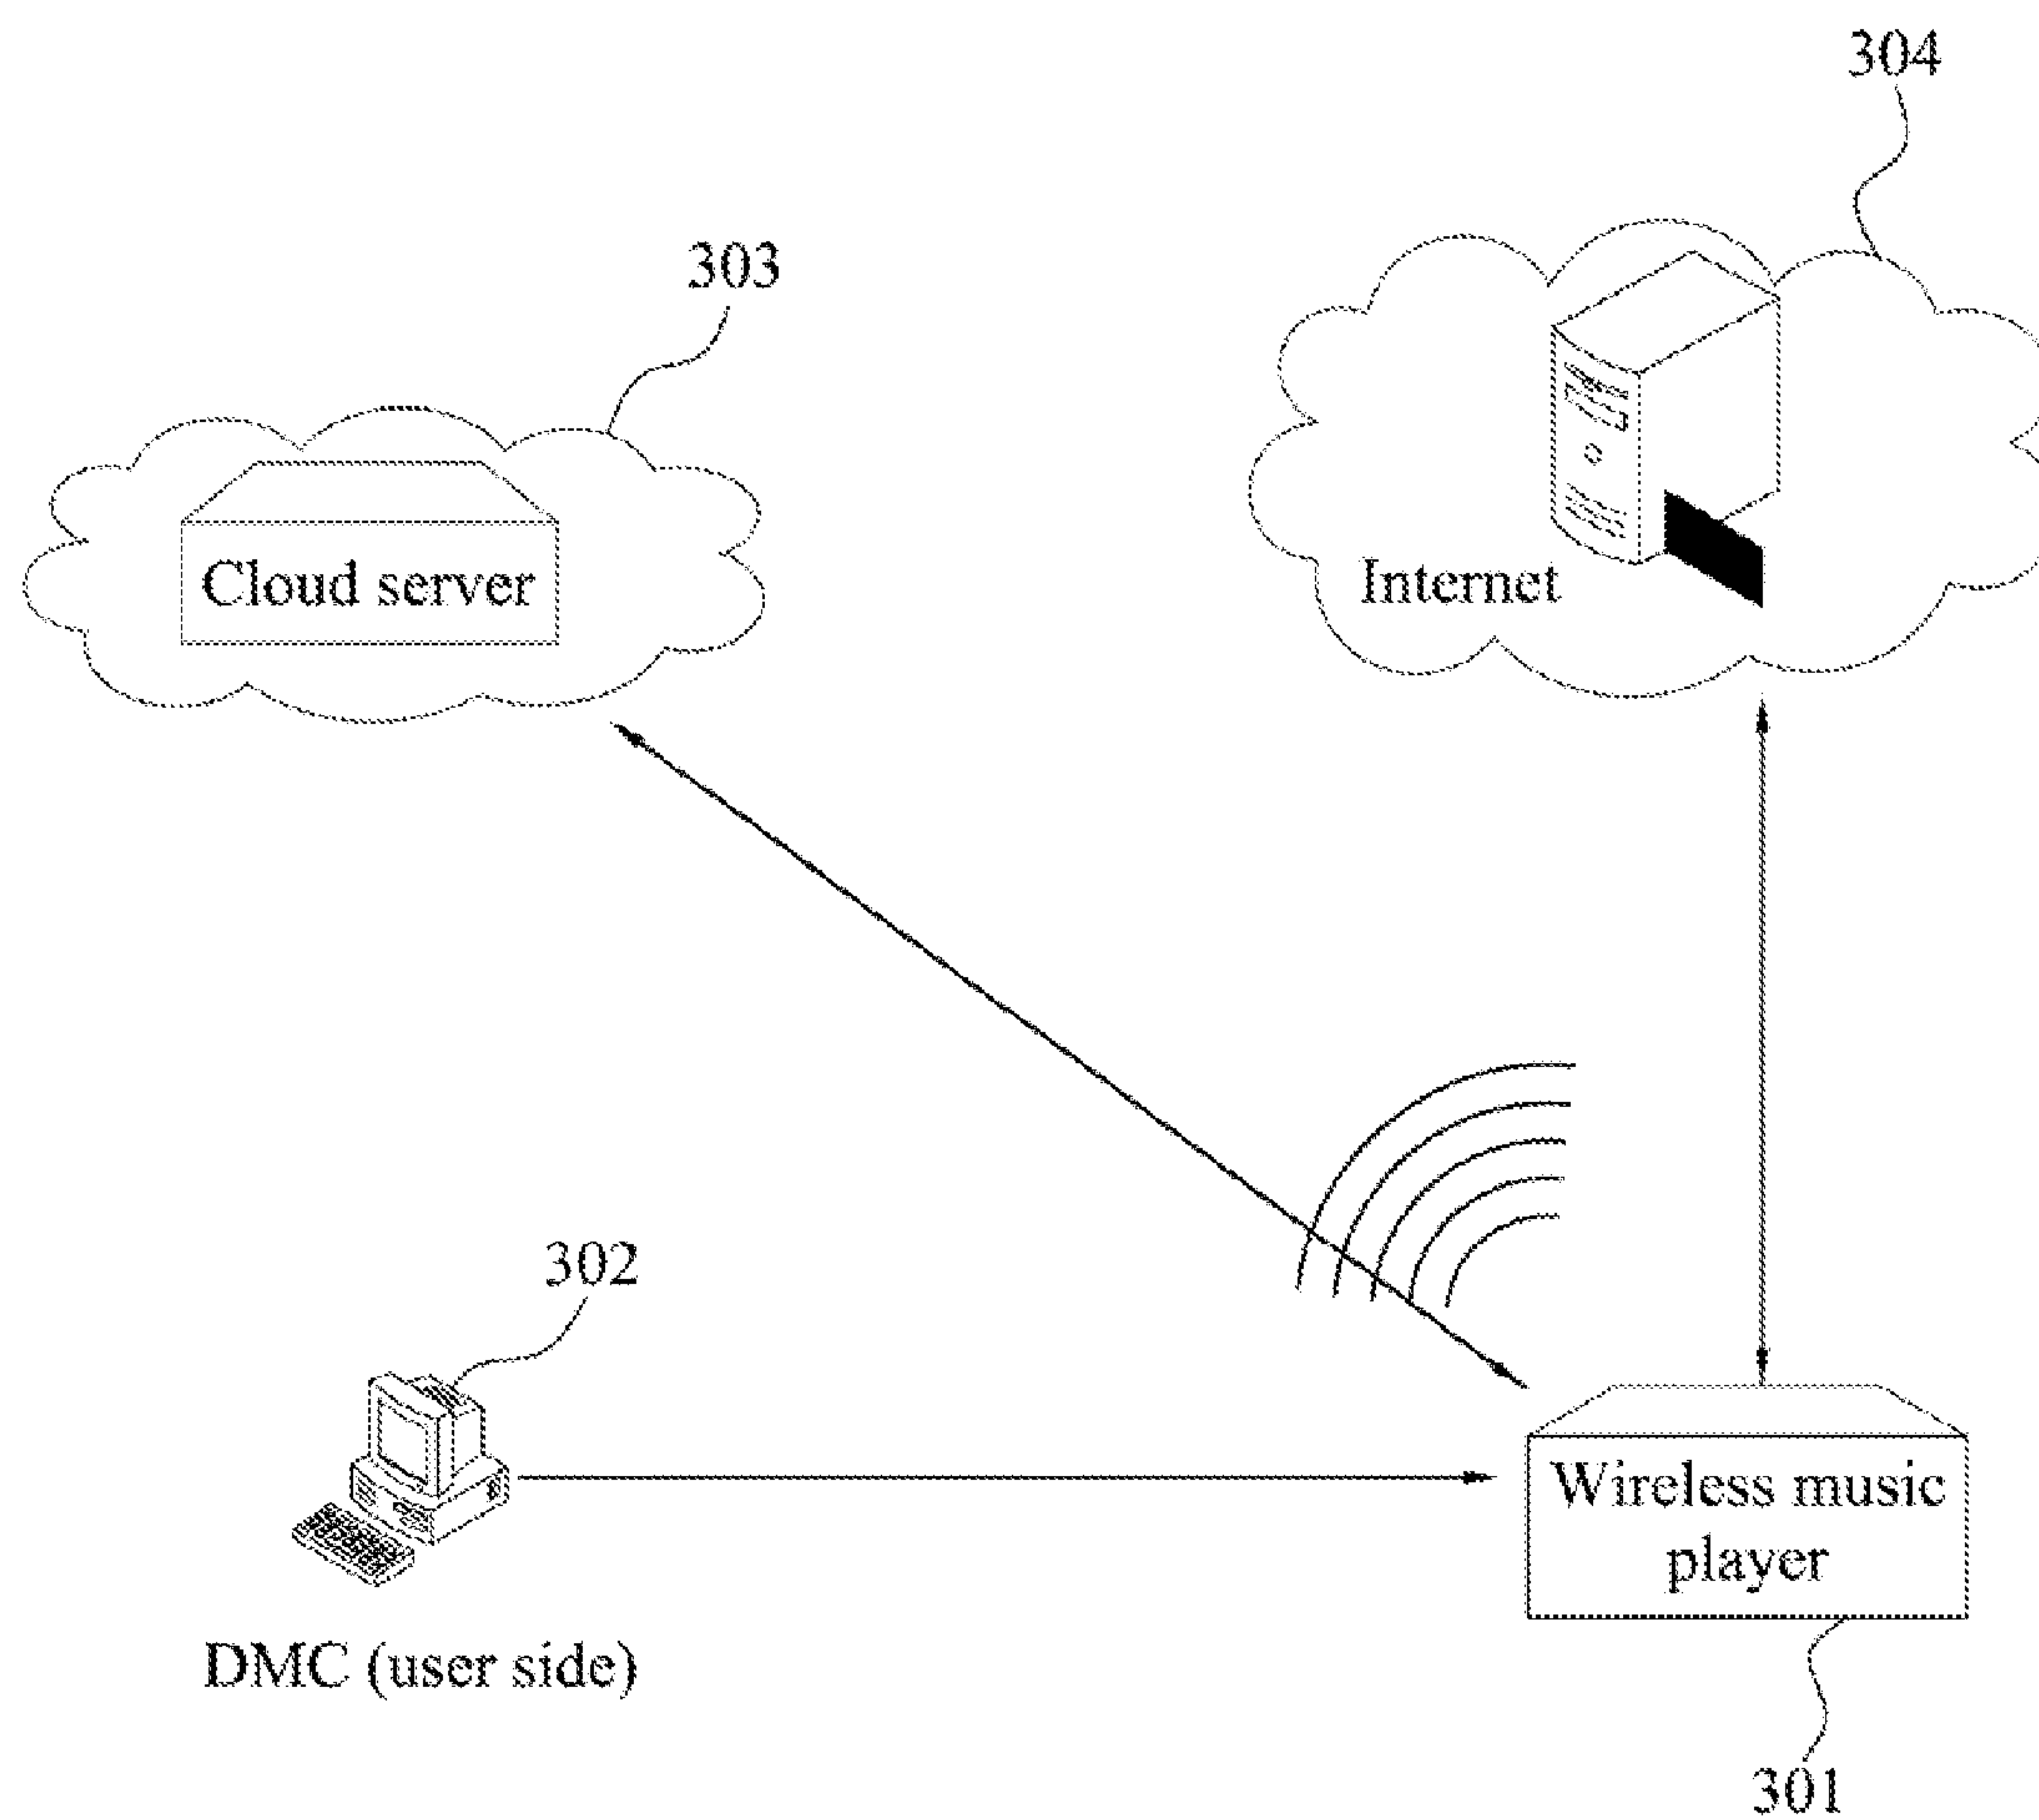 304
303
Cloud server
Internet
302
Wireless music
player
DMC (user side)
301